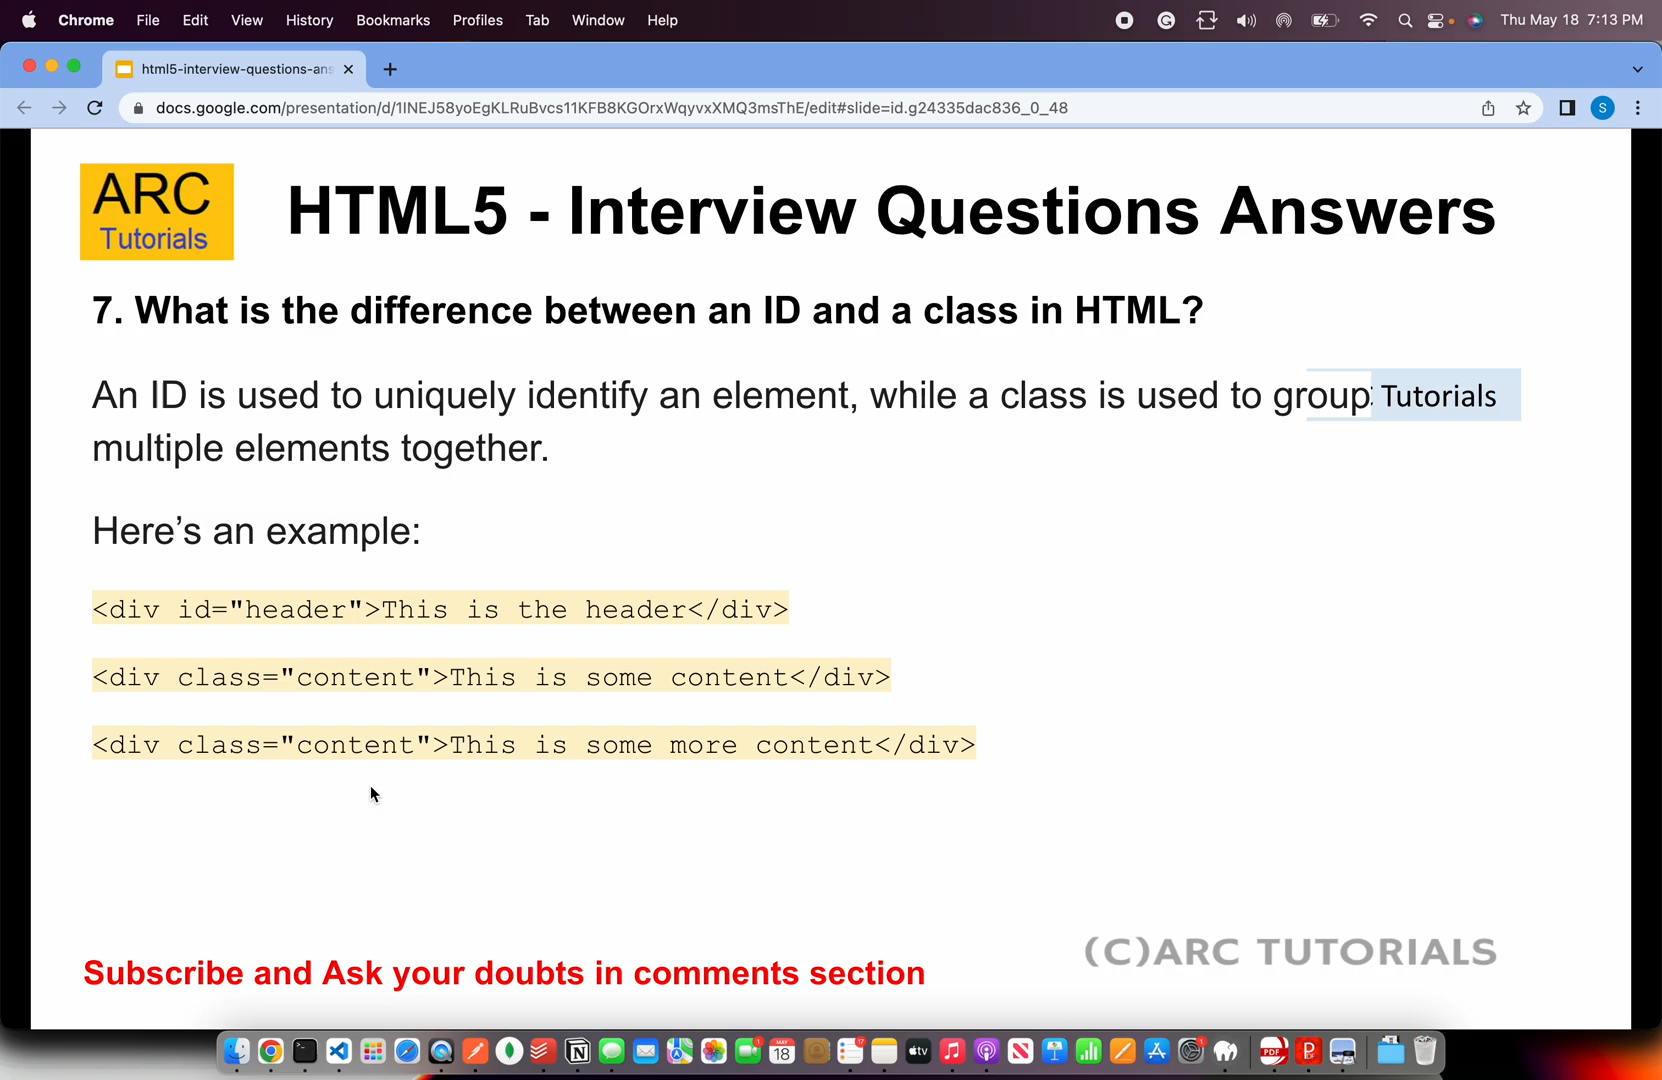 Chrome File Edit View History Bookmarks Profiles Tab Window Help Thu May 18 7:13 PM
html5-interview-questions-ans
docs.google.com/presentation/d/1INEJ58yoEgKLRuBvcs11KFB8KGOrxWqyvxXMQ3msThE/edit#slide=id.g24335dac836_0_48
S
ARC
Tutorials
HTML5 - Interview Questions Answers
7. What is the difference between an ID and a class in HTML?
An ID is used to uniquely identify an element, while a class is used to group Tutorials
multiple elements together.
Here’s an example:
<div id="header">This is the header</div>
<div class="content">This is some content</div>
<div class="content">This is some more content</div>
(C)ARC TUTORIALS
Subscribe and Ask your doubts in comments section
MAY
18
17
tv
PDF